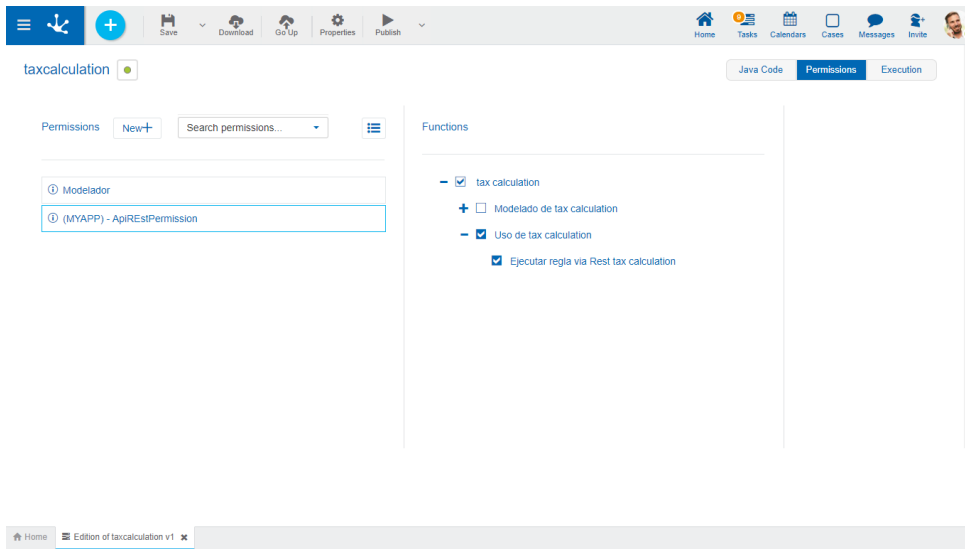 Save
Download
Go Up
Properties
Publish
Home
Tasks
Calendars
Cases
Messages
Invite
taxcalculation
Java Code
Permissions
Execution
Permissions
New
Search permissions...
Functions
Modelador
(MYAPP) - ApiREstPermission
tax calculation
Modelado de tax calculation
Uso de tax calculation
Ejecutar regla via Rest tax calculation
Home
Edition of taxcalculation v1